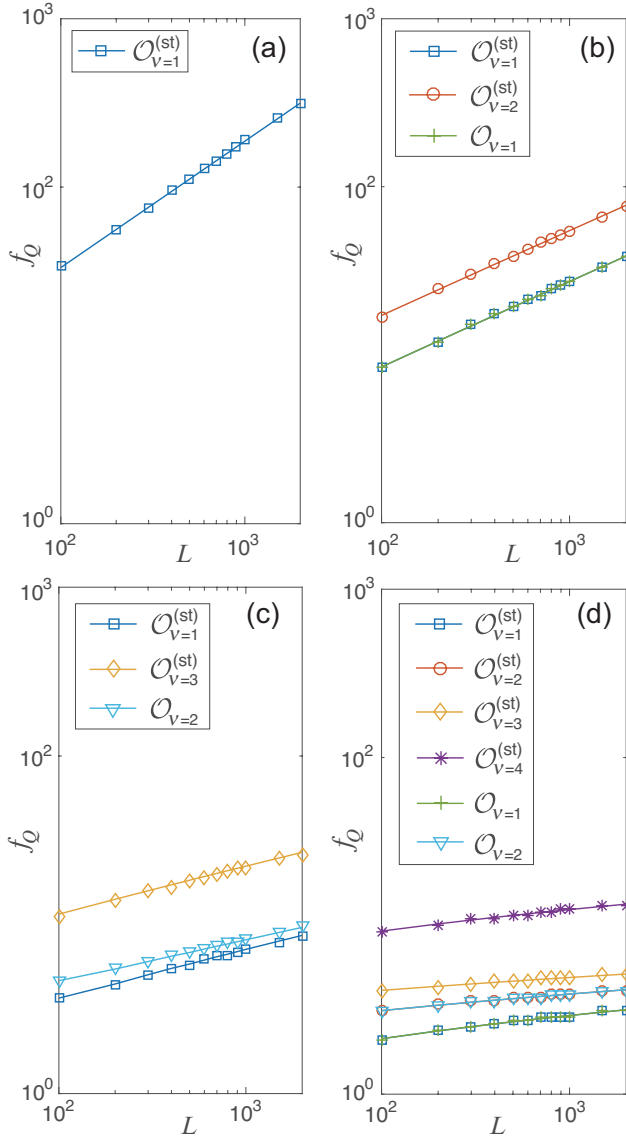 (a)
𝒪_{ν=1}^{(st)}
10^3
10^2
10^0
f_Q
10^2
L
10^3
(b)
𝒪_{ν=1}^{(st)}
𝒪_{ν=2}^{(st)}
𝒪_{ν=1}
10^3
10^2
10^0
f_Q
10^2
L
10^3
(c)
𝒪_{ν=1}^{(st)}
𝒪_{ν=3}^{(st)}
𝒪_{ν=2}
10^3
10^2
10^0
f_Q
10^2
L
10^3
(d)
𝒪_{ν=1}^{(st)}
𝒪_{ν=2}^{(st)}
𝒪_{ν=3}^{(st)}
𝒪_{ν=4}^{(st)}
𝒪_{ν=1}
𝒪_{ν=2}
10^3
10^2
10^0
f_Q
10^2
L
10^3